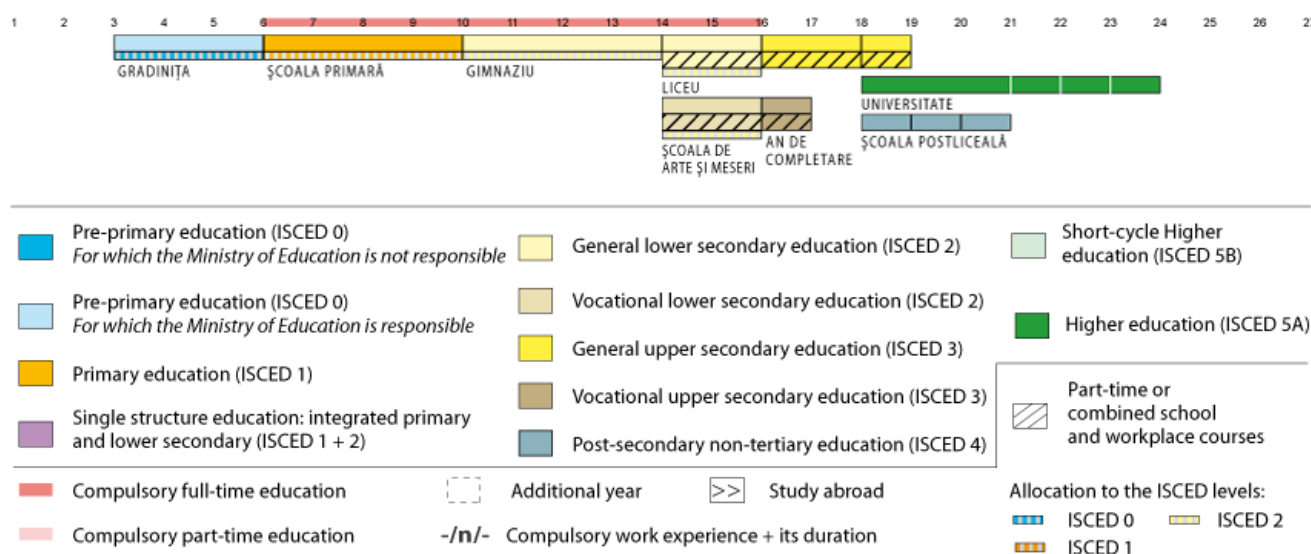 1 2 3 4 5 6 7 8 9 10 11 12 13 14 15 16 17 18 19 20 21 22 23 24 25 26 27
GRADINIȚA
ȘCOALA PRIMARĂ
GIMNAZIU
LICEU
UNIVERSITATE
ȘCOALA DE
ARTE ȘI MESERI
AN DE
COMPLETARE
ȘCOALA POSTLICEALĂ
Pre-primary education (ISCED 0)
For which the Ministry of Education is not responsible
Pre-primary education (ISCED 0)
For which the Ministry of Education is responsible
Primary education (ISCED 1)
Single structure education: integrated primary
and lower secondary (ISCED 1 + 2)
General lower secondary education (ISCED 2)
Vocational lower secondary education (ISCED 2)
General upper secondary education (ISCED 3)
Vocational upper secondary education (ISCED 3)
Post-secondary non-tertiary education (ISCED 4)
Short-cycle Higher
education (ISCED 5B)
Higher education (ISCED 5A)
Part-time or
combined school
and workplace courses
Compulsory full-time education
Additional year
>> Study abroad
Compulsory part-time education
-/n/- Compulsory work experience + its duration
Allocation to the ISCED levels:
ISCED 0
ISCED 2
ISCED 1